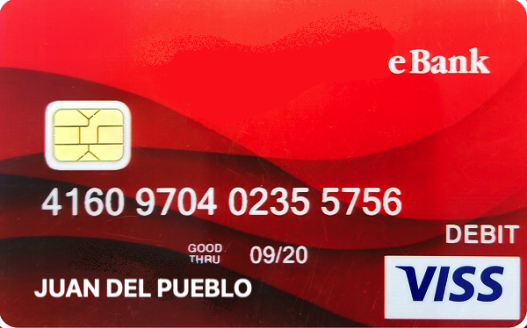 eBank
4160 9704 0235 5756
DEBIT
GOOD
THRU 09/20
JUAN DEL PUEBLO
VISS